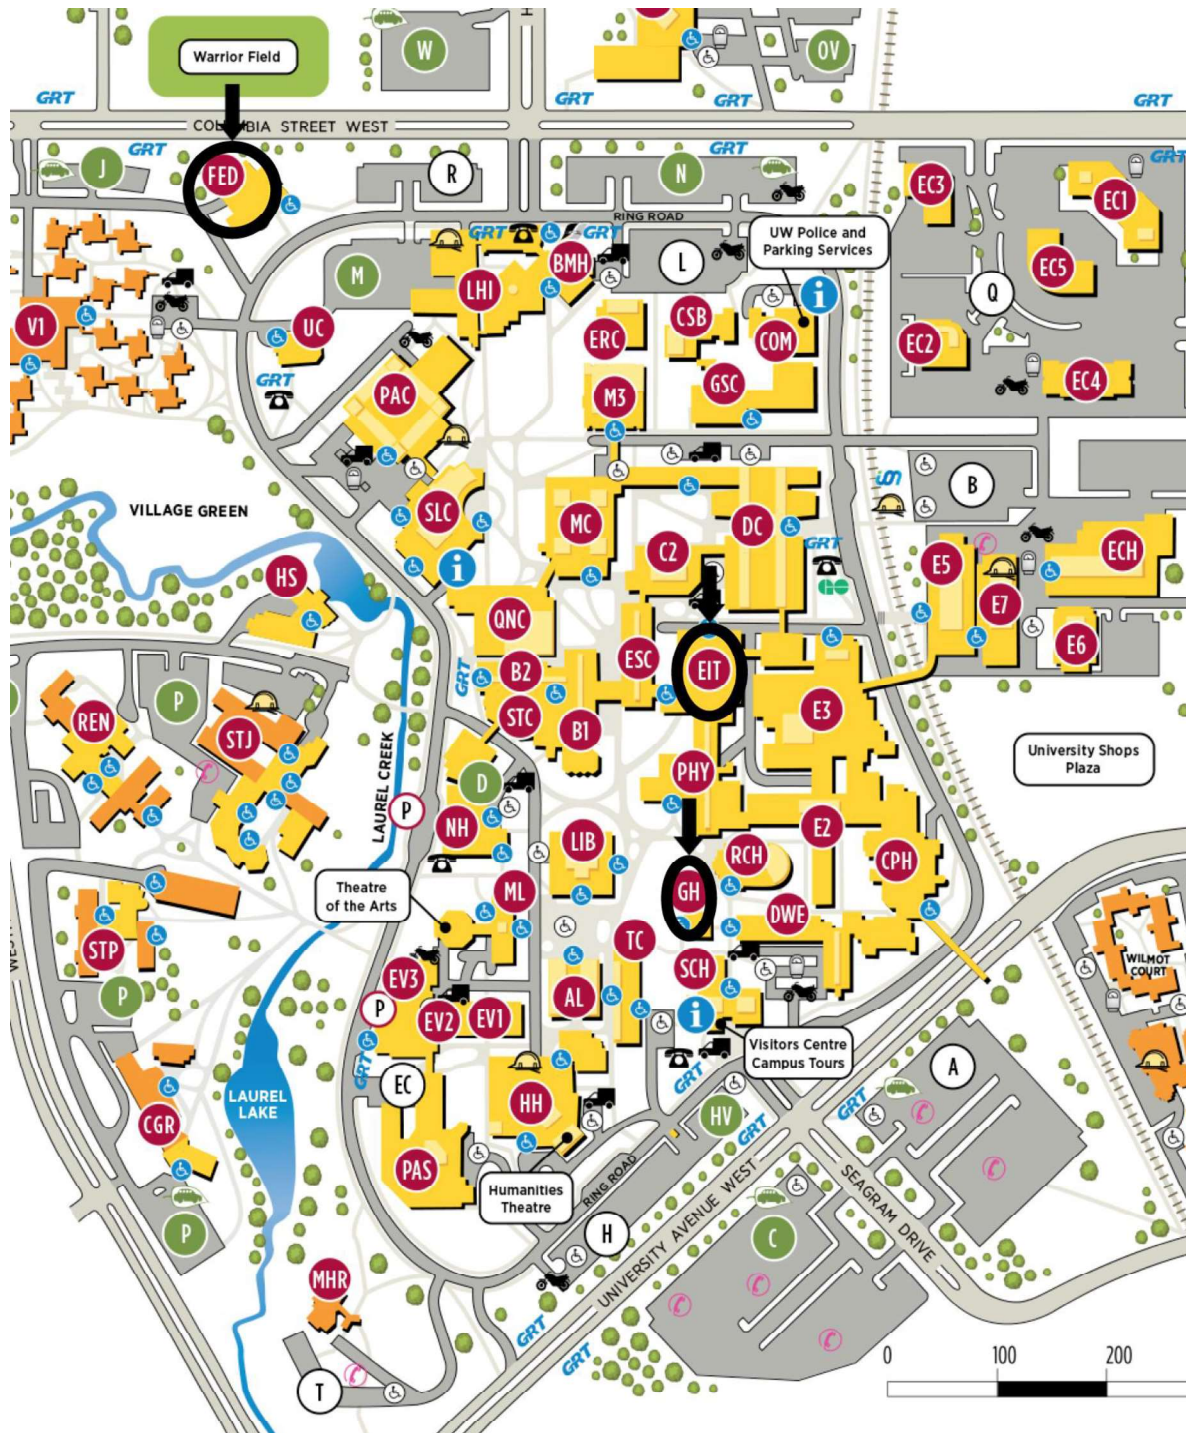 W
OV
Warrior Field
GRT
GRT
GRT
COLUMBIA STREET WEST
GRT
GRT
GRT
J
FED
R
N
EC3
EC1
RING ROAD
UW Police and
Parking Services
GRT
GRT
BMH
L
M
LHI
EC5
Q
V1
UC
ERC
CSB
COM
EC2
GRT
PAC
M3
GSC
EC4
VILLAGE GREEN
SLC
MC
DC
B
ion
C2
GRT
E5
ECH
HS
QNC
E7
ESC
EIT
E6
B2
GRT
P
REN
STJ
STC
B1
E3
University Shops
Plaza
LAUREL CREEK
PHY
D
P
NH
LIB
E2
RCH
CPH
Theatre
of the Arts
ML
GH
DWE
STP
TC
WILMOT
COURT
P
EV3
SCH
P
EV2
EV1
AL
Visitors Centre
Campus Tours
GRT
GRT
EC
A
LAUREL
LAKE
HH
HV
GRT
GRT
CGR
PAS
SEAGRAM DRIVE
Humanities
Theatre
RING ROAD
UNIVERSITY AVENUE WEST
P
H
C
MHR
GRT
GRT
T
0 100 200